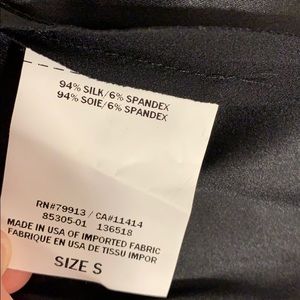 94% SILK/6% SPANDEX
94% SOIE/6% SPANDEX
RN#79913 / CA#11414
85305-01 136518
MADE IN USA OF IMPORTED FABRIC
FABRIQUE EN USA DE TISSU IMPOR
SIZE S